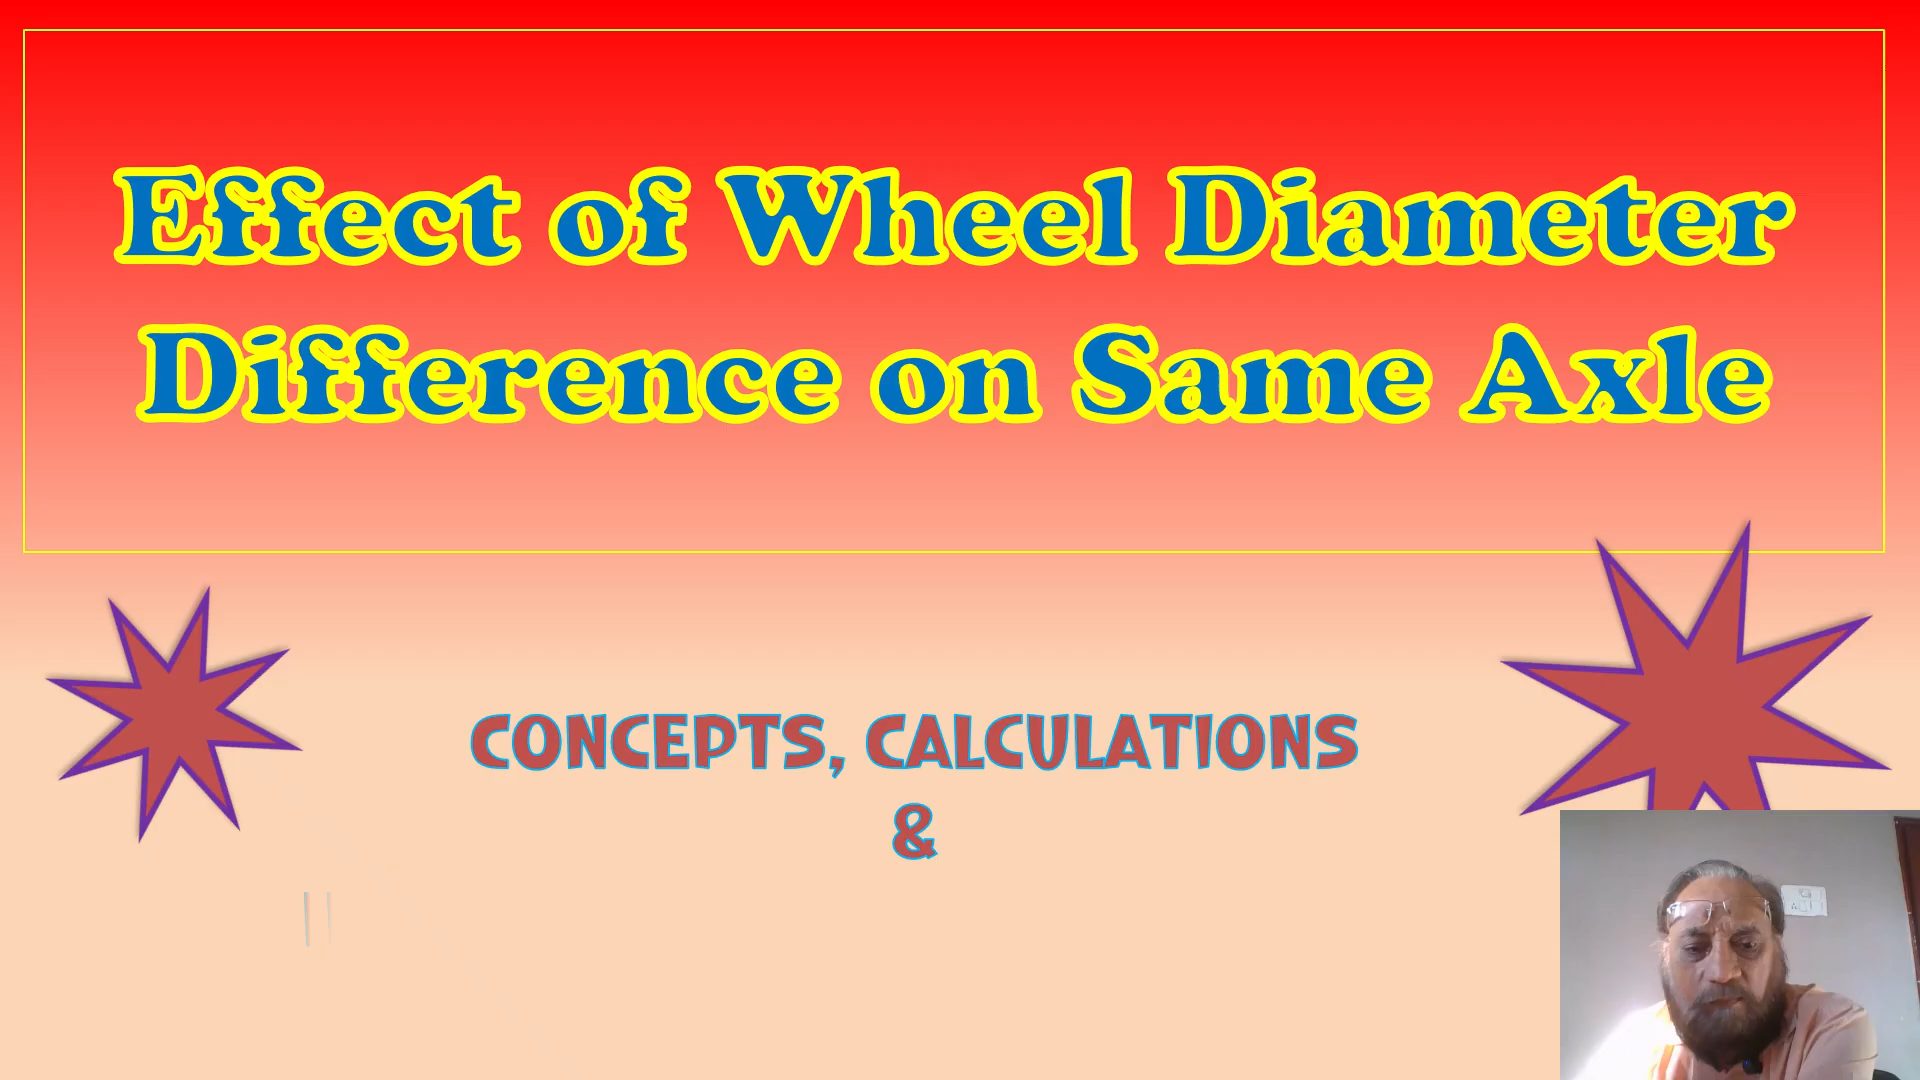 Effect of Wheel Diameter
Difference on Same Axle
CONCEPTS, CALCULATIONS
&